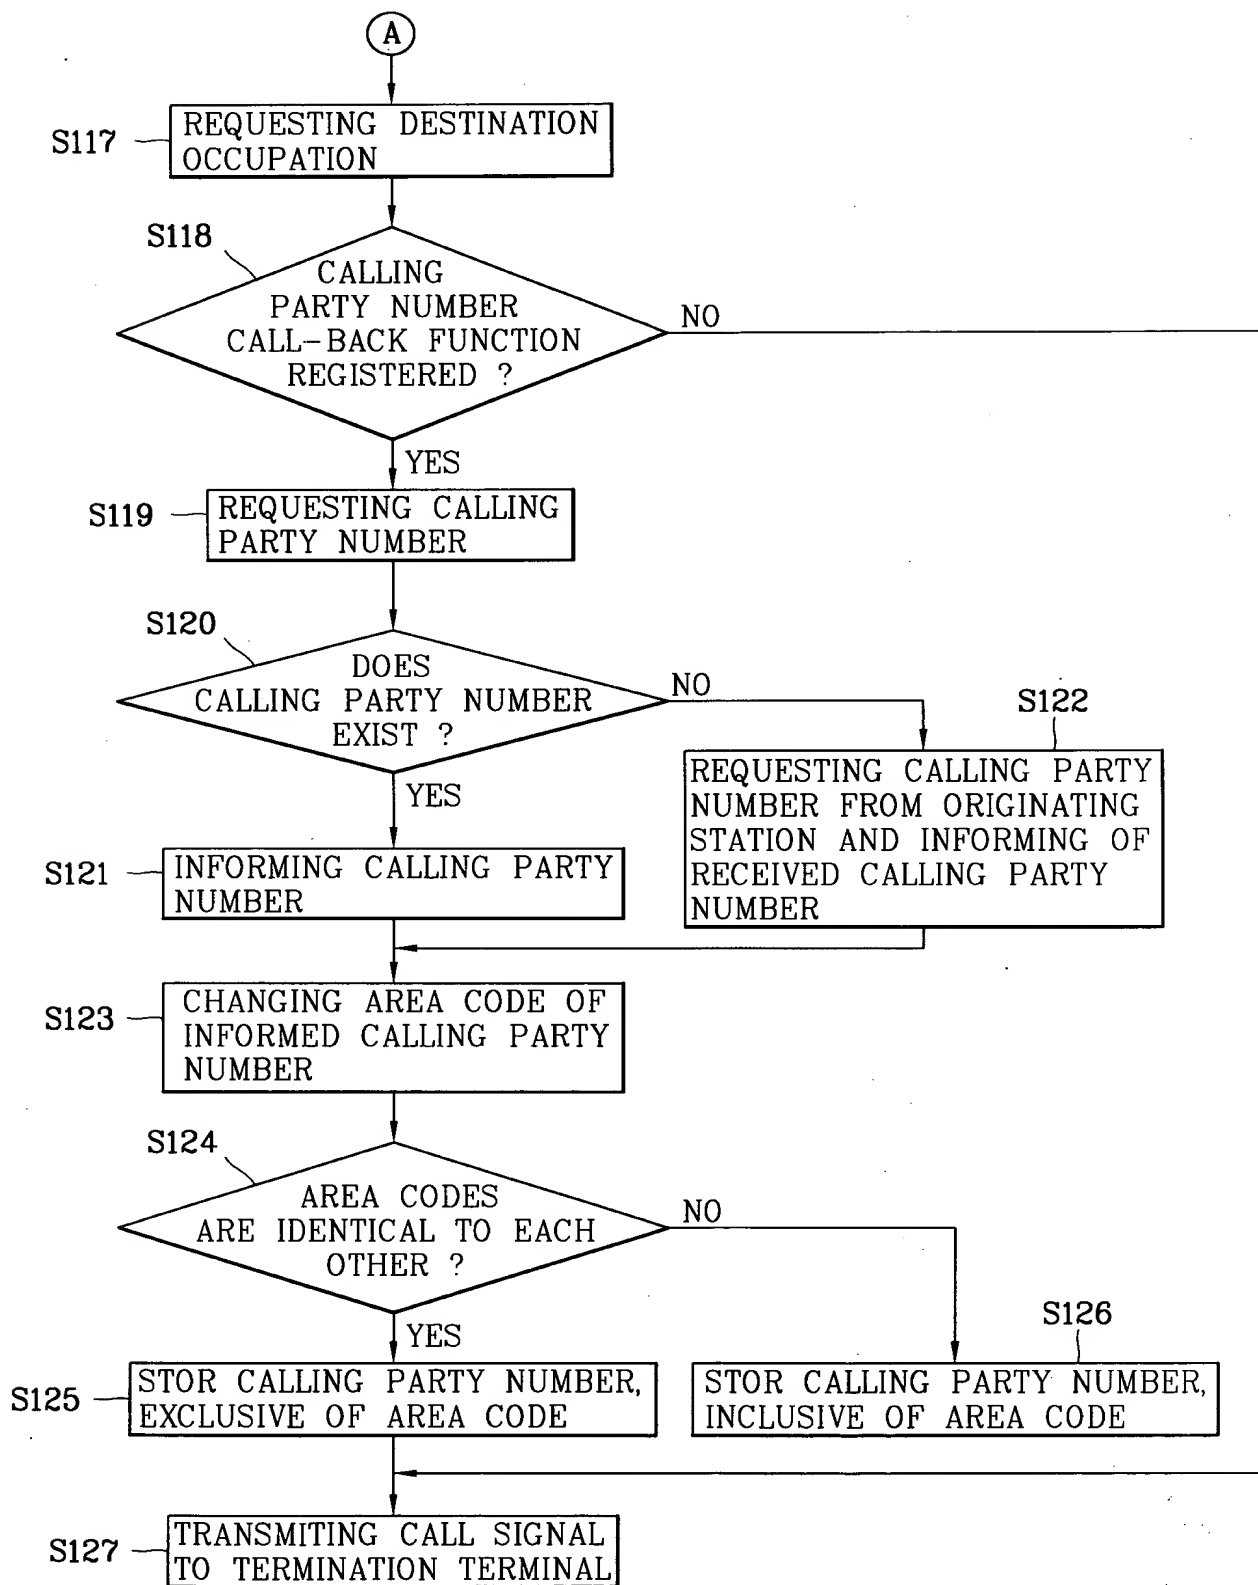 A
S117
REQUESTING DESTINATION
OCCUPATION
S118
CALLING
PARTY NUMBER
CALL-BACK FUNCTION
REGISTERED ?
NO
YES
S119
REQUESTING CALLING
PARTY NUMBER
S120
DOES
CALLING PARTY NUMBER
EXIST ?
NO
YES
S122
REQUESTING CALLING PARTY
NUMBER FROM ORIGINATING
STATION AND INFORMING OF
RECEIVED CALLING PARTY
NUMBER
S121
INFORMING CALLING PARTY
NUMBER
S123
CHANGING AREA CODE OF
INFORMED CALLING PARTY
NUMBER
S124
AREA CODES
ARE IDENTICAL TO EACH
OTHER ?
NO
YES
S125
STOR CALLING PARTY NUMBER,
EXCLUSIVE OF AREA CODE
S126
STOR CALLING PARTY NUMBER,
INCLUSIVE OF AREA CODE
S127
TRANSMITING CALL SIGNAL
TO TERMINATION TERMINAL